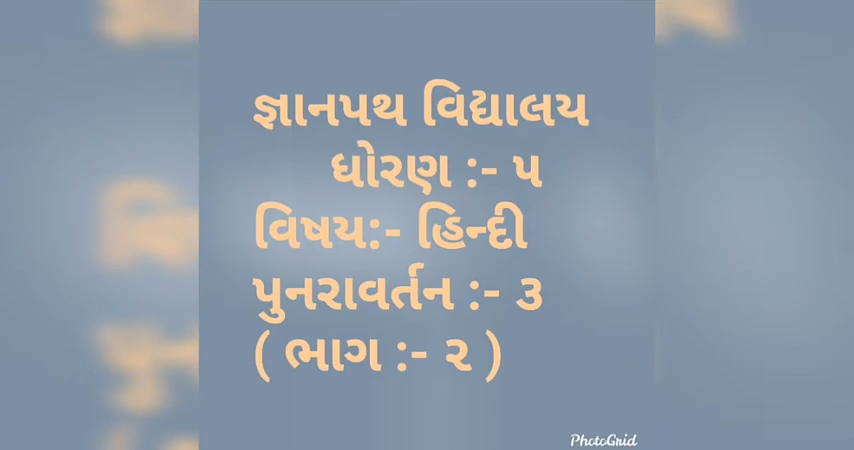 જ્ઞાનપથ વિદ્યાલય
ધોરણ :- ૫
વિષય:- હિન્દી
પુનરાવર્તન :- ૩
( ભાગ :- ૨ )
PhotoGrid